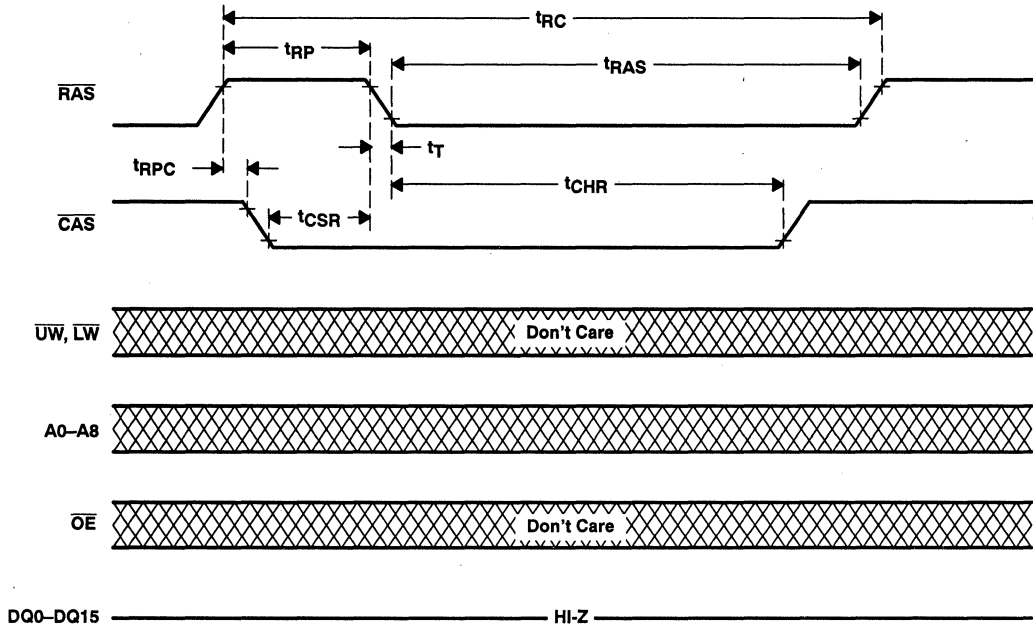 tRC
tRP
tRAS
RAS
tT
tRPC
tCHR
CAS
tCSR
UW, LW
Don't Care
A0–A8
OE
Don't Care
DQ0–DQ15
HI-Z